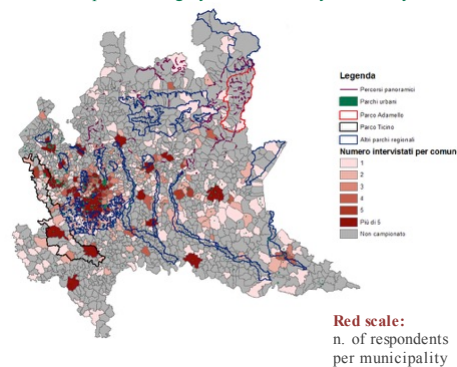 Legenda
Percorsi panoramici
Parchi urbani
Parco Adamello
Parco Ticino
Altri parchi regionali
Numero intervistati per comun
1
2
3
4
5
Più di 5
Non campionato
Red scale:
n. of respondents
per municipality